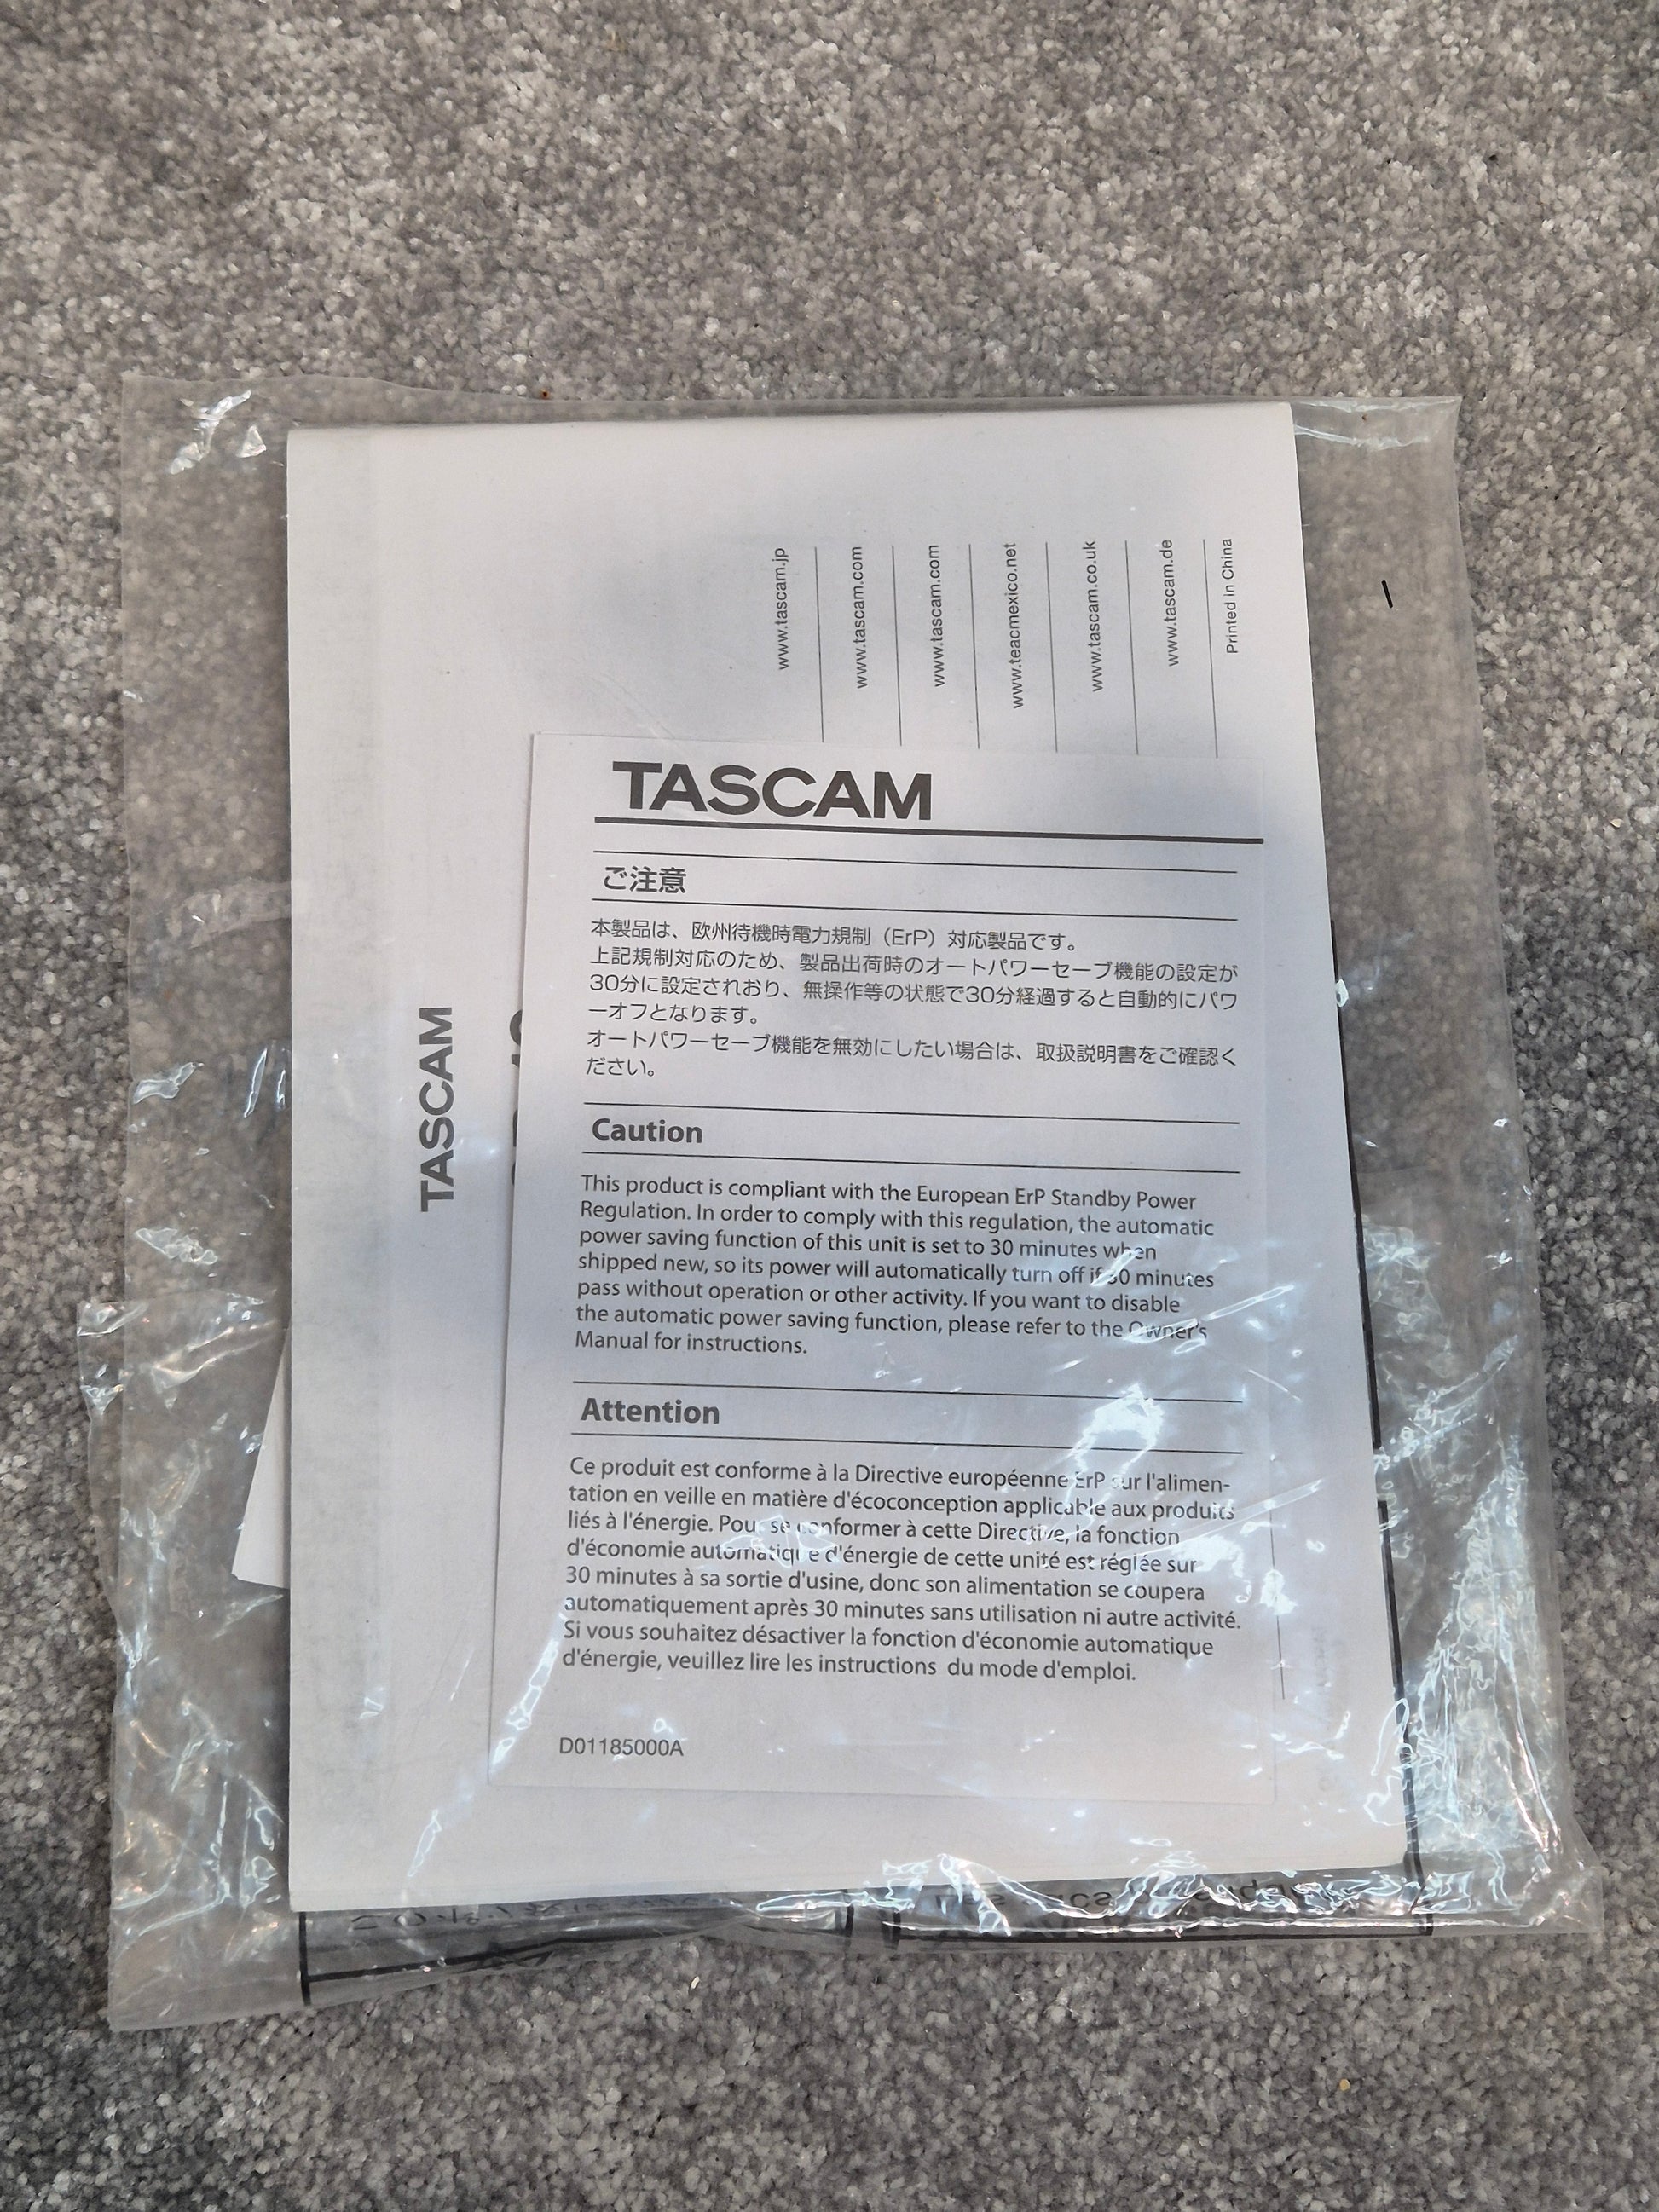 www.tascam.jp
www.tascam.com
www.tascam.com
www.teacmexico.net
www.tascam.co.uk
www.tascam.de
Printed in China
TASCAM
TASCAM
ご注意
本製品は、欧州待機時電力規制（ErP）対応製品です。
上記規制対応のため、製品出荷時のオートパワーセーブ機能の設定が
30分に設定されおり、無操作等の状態で30分経過すると自動的にパワ
ーオフとなります。
オートパワーセーブ機能を無効にしたい場合は、取扱説明書をご確認く
ださい。
Caution
This product is compliant with the European ErP Standby Power
Regulation. In order to comply with this regulation, the automatic
power saving function of this unit is set to 30 minutes when
shipped new, so its power will automatically turn off if 30 minutes
pass without operation or other activity. If you want to disable
the automatic power saving function, please refer to the Owner's
Manual for instructions.
Attention
Ce produit est conforme à la Directive européenne ErP sur l'alimen-
tation en veille en matière d'écoconception applicable aux produits
liés à l'énergie. Pour se conformer à cette Directive, la fonction
d'économie automatique d'énergie de cette unité est réglée sur
30 minutes à sa sortie d'usine, donc son alimentation se coupera
automatiquement après 30 minutes sans utilisation ni autre activité.
Si vous souhaitez désactiver la fonction d'économie automatique
d'énergie, veuillez lire les instructions du mode d'emploi.
D01185000A